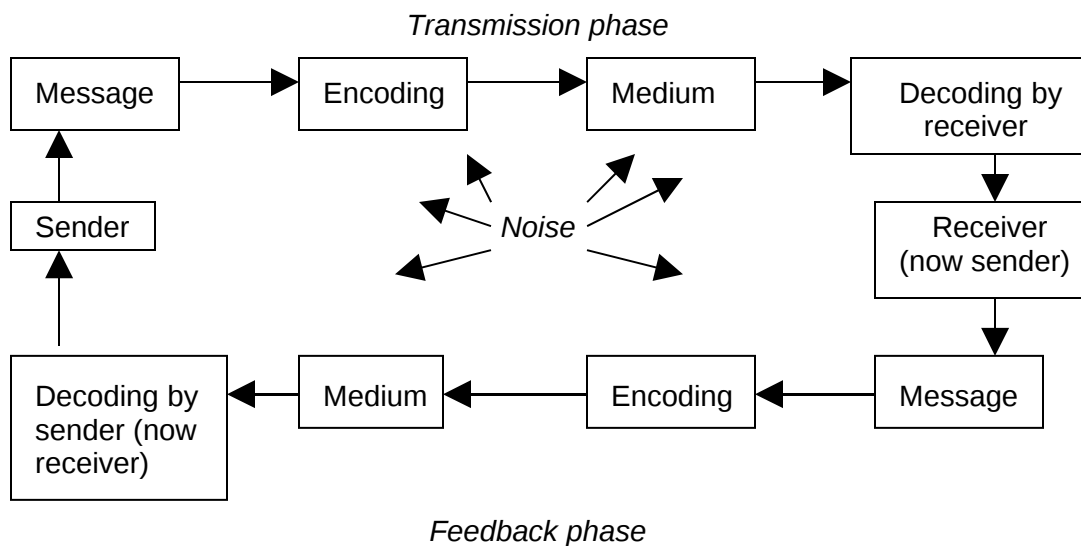 Transmission phase
Message
Encoding
Medium
Decoding by
receiver
Sender
Noise
Receiver
(now sender)
Decoding by
sender (now
receiver)
Medium
Encoding
Message
Feedback phase